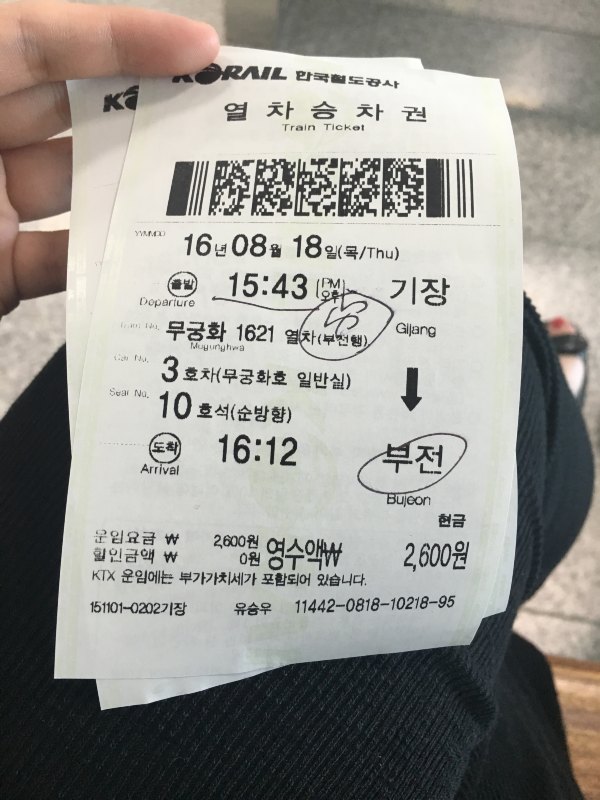 KORAIL 한국철도공사
열차승차권
Train Ticket
YYMMDD
16년 08월 18일(목/Thu)
출발 15:43 (PM 오후) 기장
Departure
Gijang
Train No. 무궁화 1621 열차(부전행)
Mugunghwa
Car No. 3호차(무궁화호 일반실)
Seat No. 10호석(순방향)
도착 16:12 부전
Arrival
Bujeon
현금
운임요금 ₩ 2,600원 영수액₩ 2,600원
할인금액 ₩ 0원
KTX 운임에는 부가가치세가 포함되어 있습니다.
151101-0202기장 유승우 11442-0818-10218-95